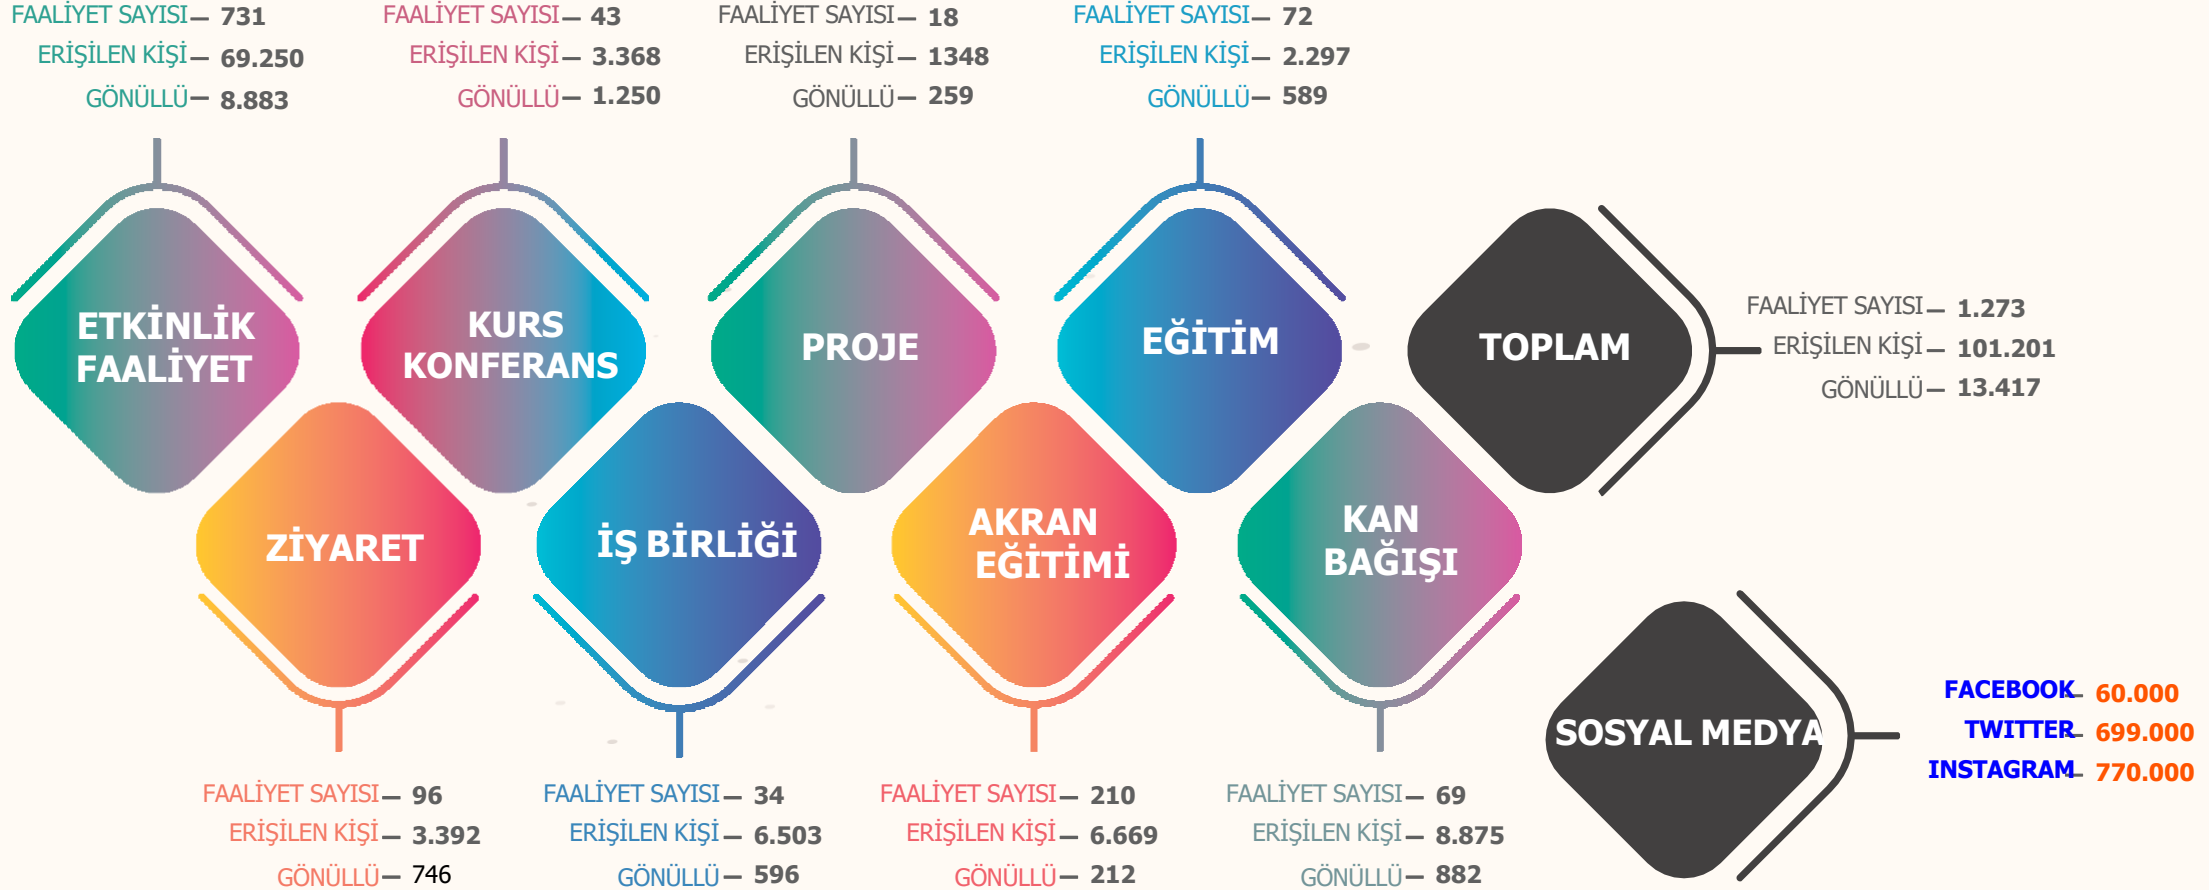 FAALİYET SAYISI– 731
ERİŞİLEN KİŞİ– 69.250
GÖNÜLLÜ– 8.883
FAALİYET SAYISI– 43
ERİŞİLEN KİŞİ– 3.368
GÖNÜLLÜ– 1.250
FAALİYET SAYISI– 18
ERİŞİLEN KİŞİ– 1348
GÖNÜLLÜ– 259
FAALİYET SAYISI– 72
ERİŞİLEN KİŞİ– 2.297
GÖNÜLLÜ– 589
ETKİNLİK
FAALİYET
KURS
KONFERANS
PROJE
EĞİTİM
TOPLAM
FAALİYET SAYISI– 1.273
ERİŞİLEN KİŞİ– 101.201
GÖNÜLLÜ– 13.417
ZİYARET
İŞ BİRLİĞİ
AKRAN
EĞİTİMİ
KAN
BAĞIŞI
SOSYAL MEDYA
FACEBOOK– 60.000
TWITTER– 699.000
INSTAGRAM– 770.000
FAALİYET SAYISI– 96
ERİŞİLEN KİŞİ– 3.392
GÖNÜLLÜ– 746
FAALİYET SAYISI– 34
ERİŞİLEN KİŞİ– 6.503
GÖNÜLLÜ– 596
FAALİYET SAYISI– 210
ERİŞİLEN KİŞİ– 6.669
GÖNÜLLÜ– 212
FAALİYET SAYISI– 69
ERİŞİLEN KİŞİ– 8.875
GÖNÜLLÜ– 882